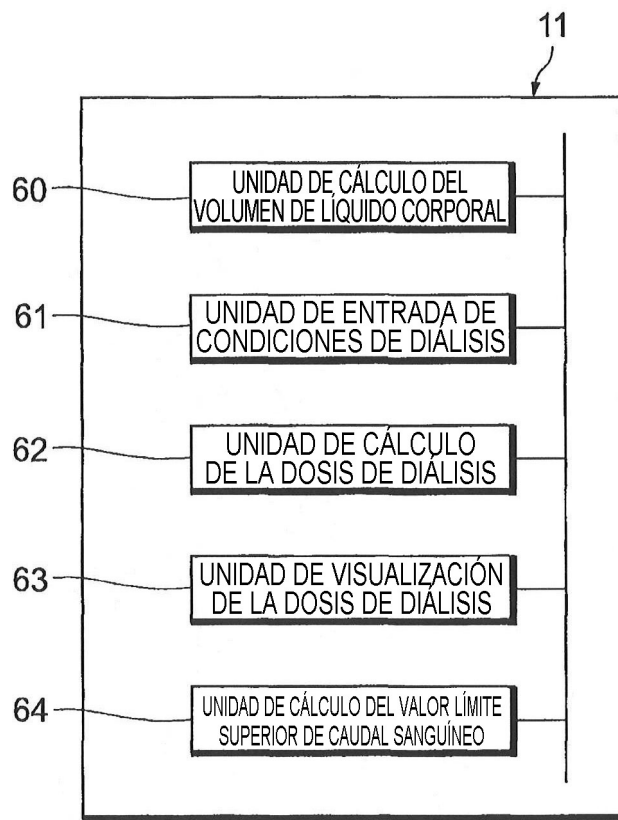 11
60
UNIDAD DE CÁLCULO DEL
VOLUMEN DE LÍQUIDO CORPORAL
61
UNIDAD DE ENTRADA DE
CONDICIONES DE DIÁLISIS
62
UNIDAD DE CÁLCULO
DE LA DOSIS DE DIÁLISIS
63
UNIDAD DE VISUALIZACIÓN
DE LA DOSIS DE DIÁLISIS
64
UNIDAD DE CÁLCULO DEL VALOR LÍMITE
SUPERIOR DE CAUDAL SANGUÍNEO